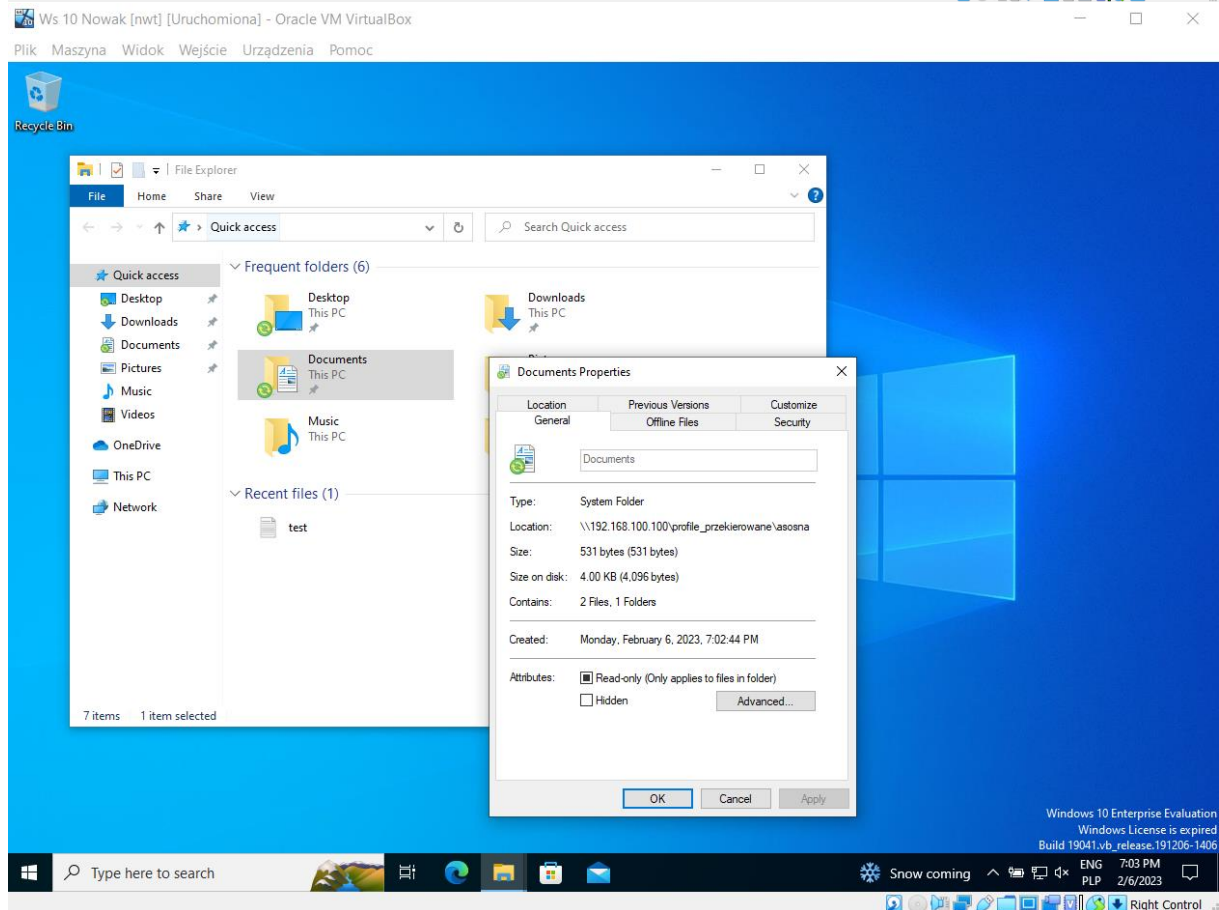 Ws 10 Nowak [nwt] [Uruchomiona] - Oracle VM VirtualBox
Plik Maszyna Widok Wejście Urządzenia Pomoc
Recycle Bin
File Explorer
File Home Share View
Quick access
Search Quick access
Quick access
Desktop
Downloads
Documents
Pictures
Music
Videos
OneDrive
This PC
Network
Frequent folders (6)
Desktop
This PC
Downloads
This PC
Documents
This PC
Music
This PC
Recent files (1)
test
7 items 1 item selected
Documents Properties
Location Previous Versions Customize
General Offline Files Security
Documents
Type: System Folder
Location: \\192.168.100.100\profile_przekierowane\asosna
Size: 531 bytes (531 bytes)
Size on disk: 4.00 KB (4,096 bytes)
Contains: 2 Files, 1 Folders
Created: Monday, February 6, 2023, 7:02:44 PM
Attributes: Read-only (Only applies to files in folder)
Hidden Advanced...
OK Cancel Apply
Windows 10 Enterprise Evaluation
Windows License is expired
Build 19041.vb_release.191206-1406
Type here to search
Snow coming
ENG 7:03 PM
PLP 2/6/2023
Right Control